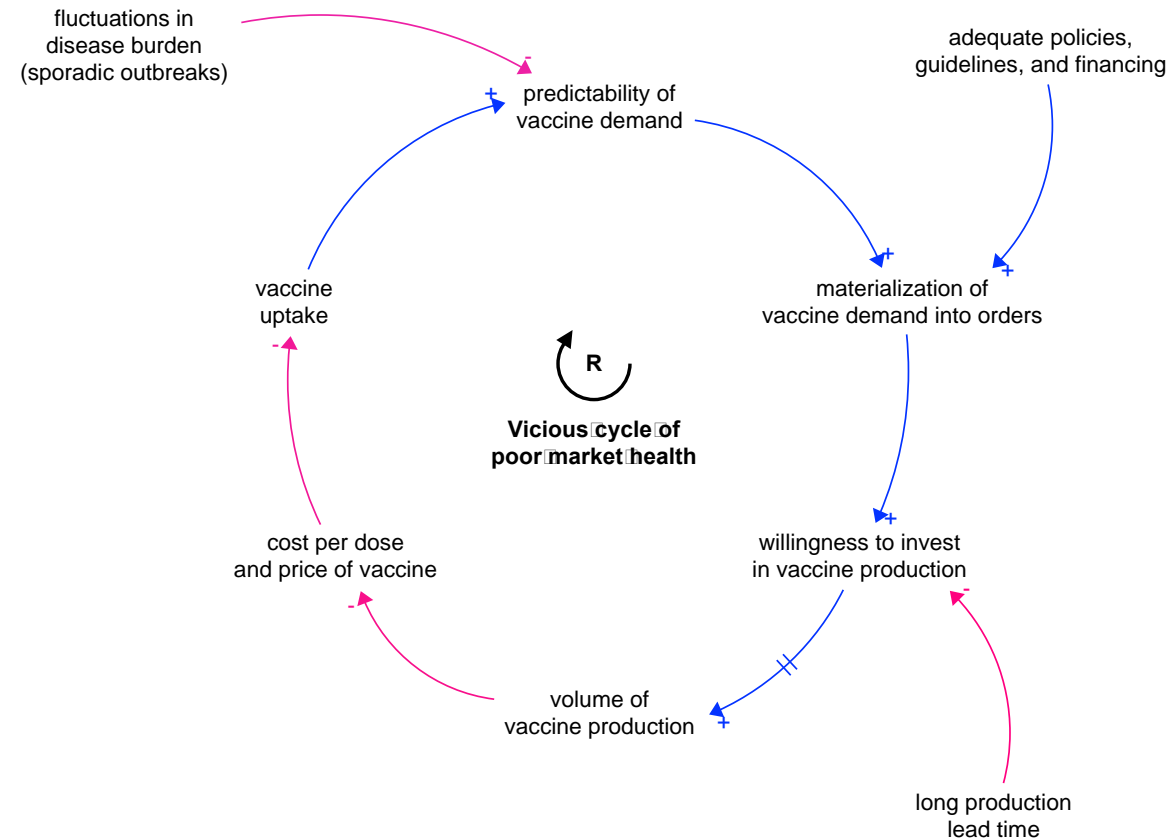 fluctuations in
disease burden
(sporadic outbreaks)
adequate policies,
guidelines, and financing
-
+
predictability of
vaccine demand
+
+
vaccine
uptake
materialization of
vaccine demand into orders
-
R
Vicious cycle of
poor market health
+
cost per dose
and price of vaccine
willingness to invest
in vaccine production
-
-
volume of
vaccine production
+
long production
lead time